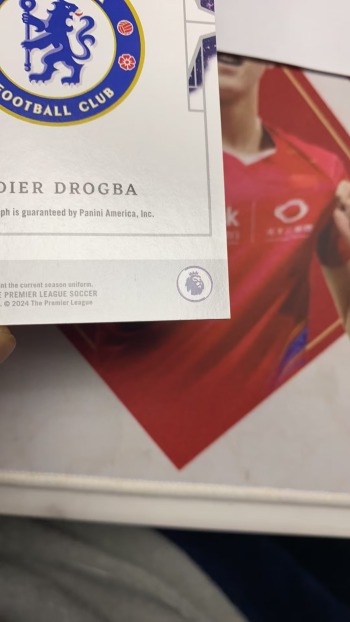 FOOTBALL CLUB
DIER DROGBA
ph is guaranteed by Panini America, Inc.
nt the current season uniform.
E PREMIER LEAGUE SOCCER
. © 2024 The Premier League
k